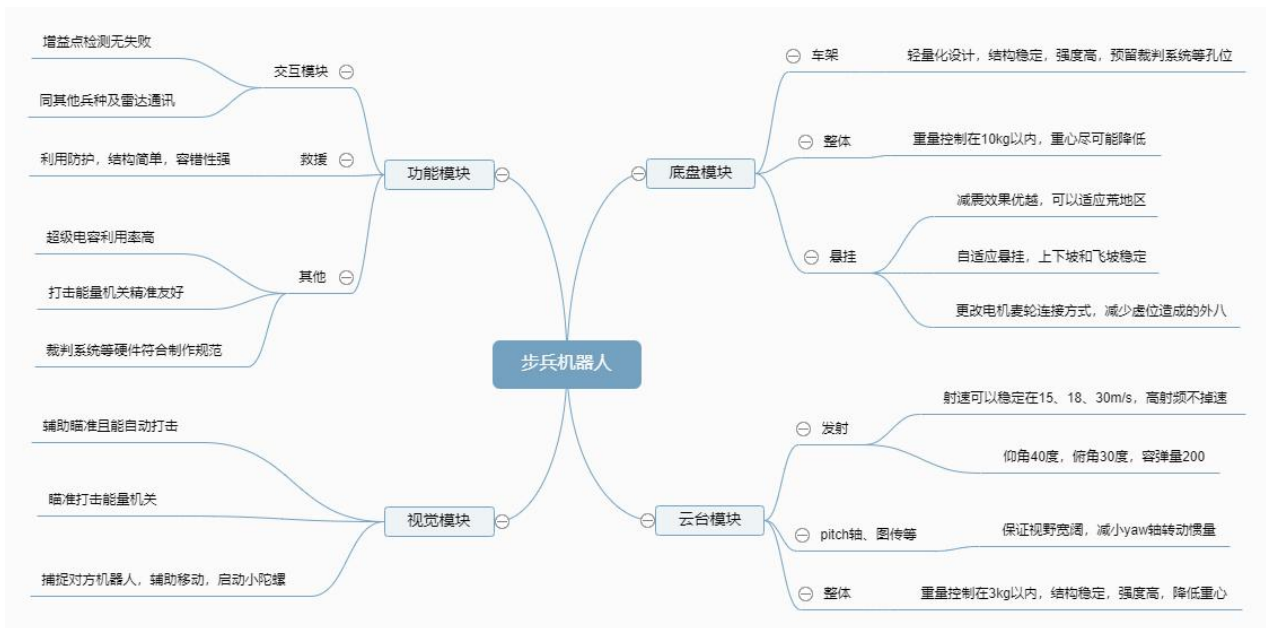 步兵机器人
功能模块
交互模块
增益点检测无失败
同其他兵种及雷达通讯
救援
利用防护，结构简单，容错性强
其他
超级电容利用率高
打击能量机关精准友好
裁判系统等硬件符合制作规范
视觉模块
辅助瞄准且能自动打击
瞄准打击能量机关
捕捉对方机器人，辅助移动，启动小陀螺
底盘模块
车架
轻量化设计，结构稳定，强度高，预留裁判系统等孔位
整体
重量控制在10kg以内，重心尽可能降低
悬挂
减震效果优越，可以适应荒地区
自适应悬挂，上下坡和飞坡稳定
更改电机麦轮连接方式，减少虚位造成的外八
云台模块
发射
射速可以稳定在15、18、30m/s，高射频不掉速
仰角40度，俯角30度，容弹量200
pitch轴、图传等
保证视野宽阔，减小yaw轴转动惯量
整体
重量控制在3kg以内，结构稳定，强度高，降低重心